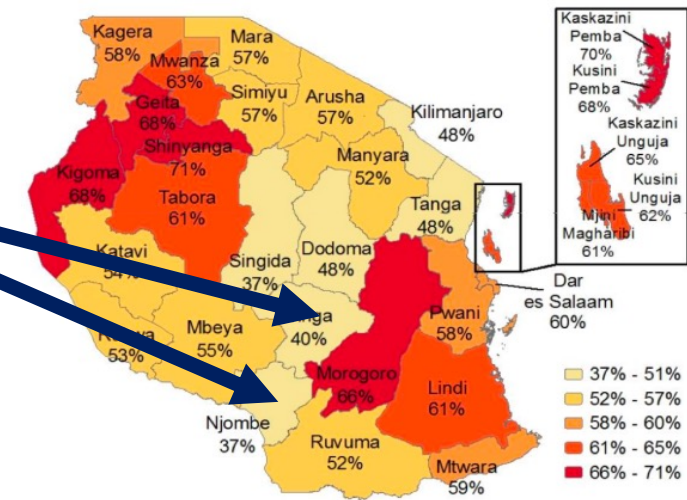 Kagera
58%
Mara
57%
Mwanza
63%
Simiyu
57%
Arusha
57%
Kilimanjaro
48%
Geita
68%
Shinyanga
71%
Kigoma
68%
Tabora
61%
Manyara
52%
Tanga
48%
Katavi
54%
Singida
37%
Dodoma
48%
40%
Pwani
58%
Dar
es Salaam
60%
53%
Mbeya
55%
Morogoro
66%
Lindi
61%
Njombe
37%
Ruvuma
52%
Mtwara
59%
Kaskazini
Pemba
70%
Kusini
Pemba
68%
Kaskazini
Unguja
65%
Kusini
Unguja
62%
Mjini
Magharibi
61%
37% - 51%
52% - 57%
58% - 60%
61% - 65%
66% - 71%